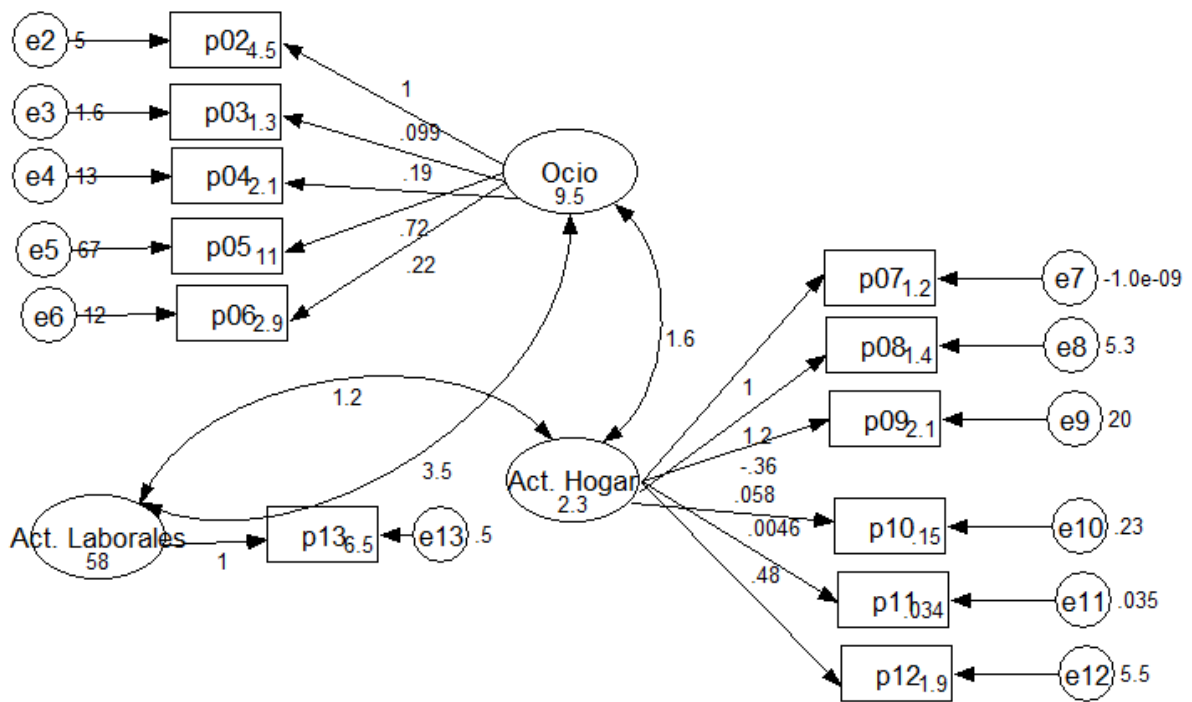 e2 5 p02 4.5
1
e3 1.6 p03 1.3
.099
e4 13 p04 2.1
.19
Ocio
9.5
e5 67 p05 11
.72
.22
e6 12 p06 2.9
1.6
1.2
3.5
Act. Laborales
58
1
p13 6.5 e13 .5
Act. Hogar
2.3
p07 1.2 e7 -1.0e-09
p08 1.4 e8 5.3
1
p09 2.1 e9 20
1.2
-.36
.058
p10 .15 e10 .23
.0046
.48
p11 .034 e11 .035
p12 1.9 e12 5.5